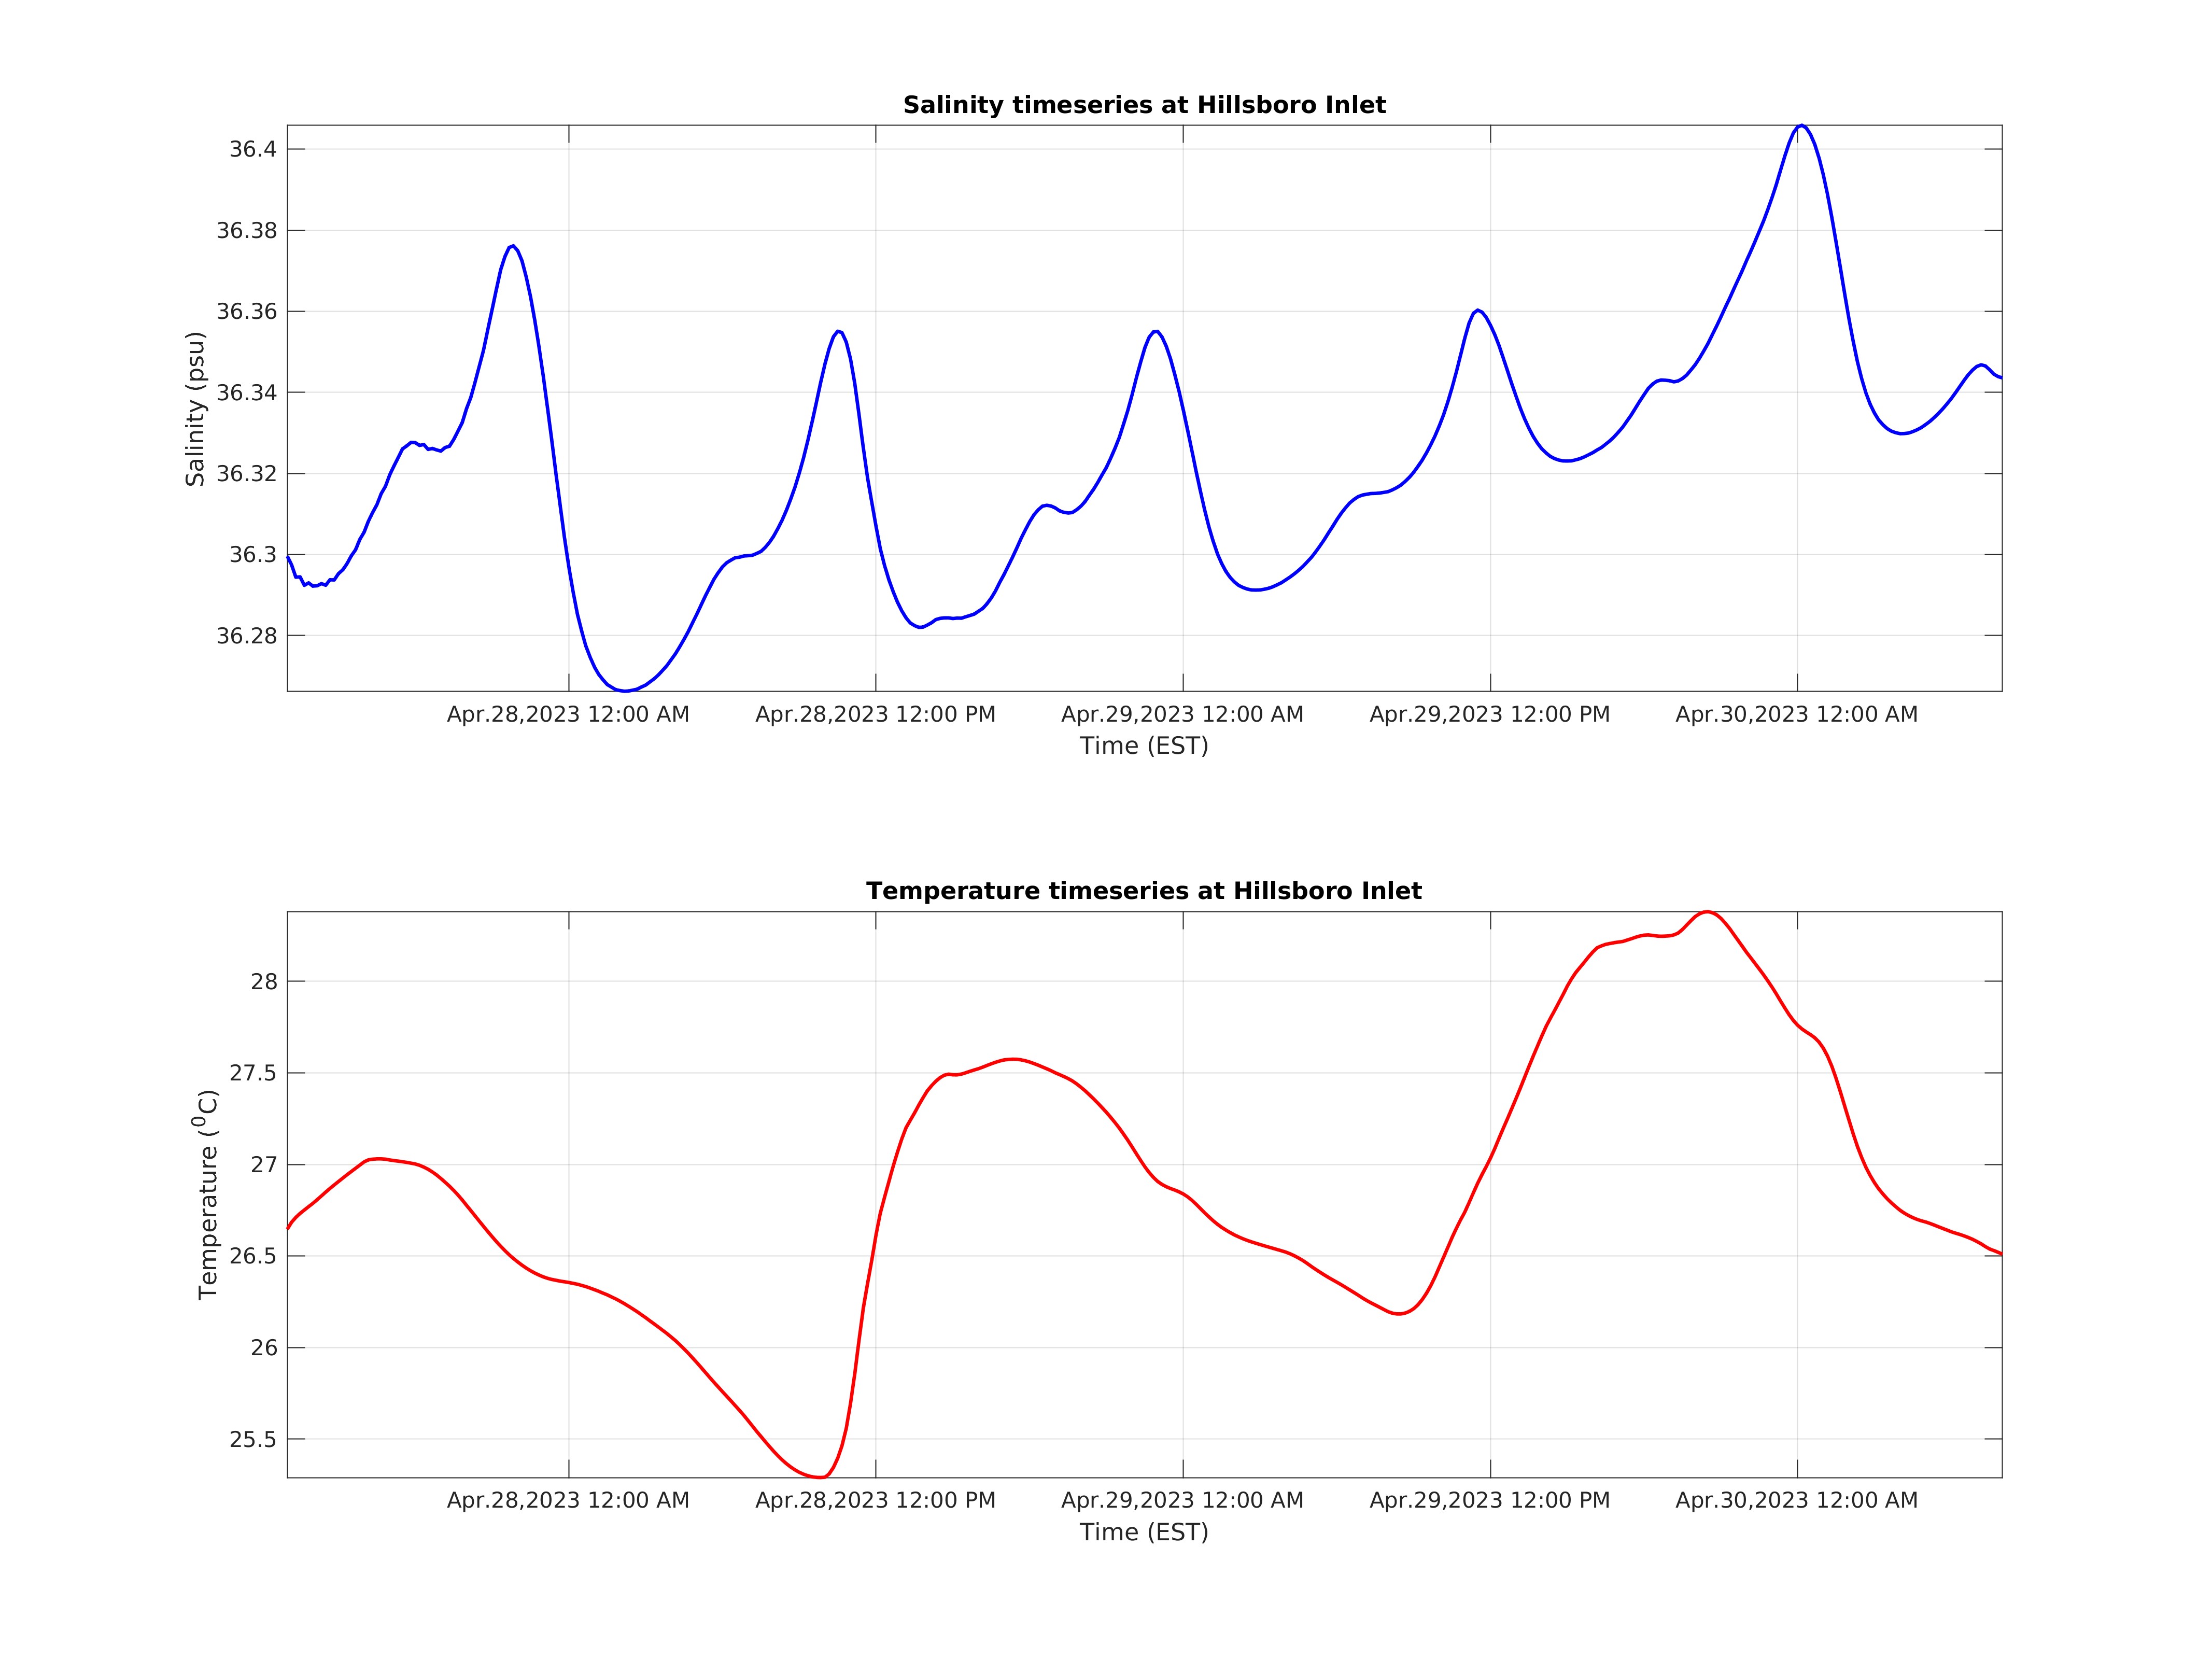 Salinity timeseries at Hillsboro Inlet
36.4
36.38
36.36
36.34
36.32
36.3
36.28
Salinity (psu)
Apr.28,2023 12:00 AM Apr.28,2023 12:00 PM Apr.29,2023 12:00 AM Apr.29,2023 12:00 PM Apr.30,2023 12:00 AM
Time (EST)
Temperature timeseries at Hillsboro Inlet
28
27.5
27
26.5
26
25.5
Temperature (⁰C)
Apr.28,2023 12:00 AM Apr.28,2023 12:00 PM Apr.29,2023 12:00 AM Apr.29,2023 12:00 PM Apr.30,2023 12:00 AM
Time (EST)